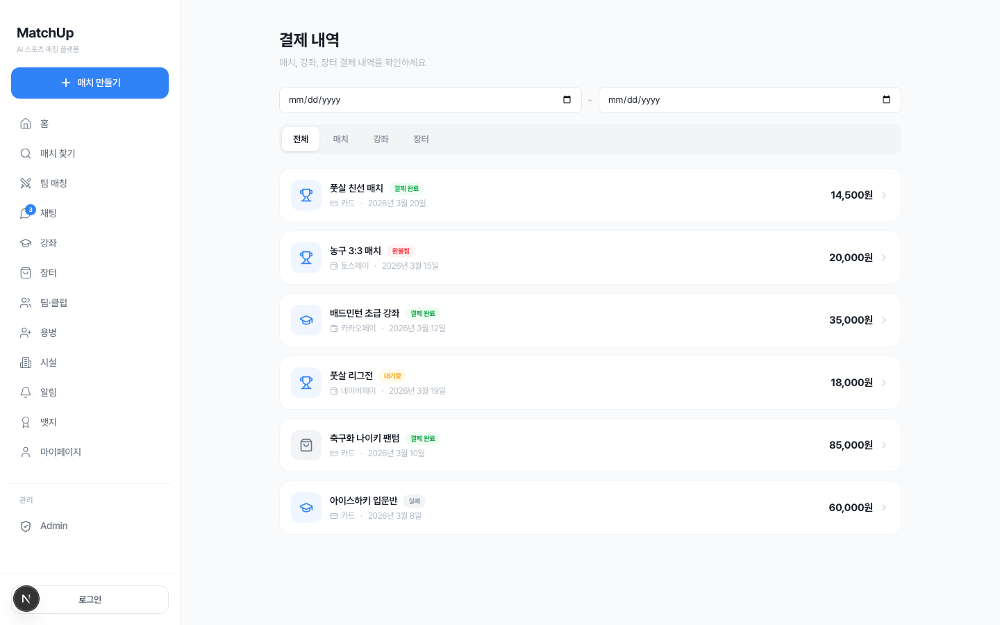 MatchUp
AI 스포츠 매칭 플랫폼
매치 만들기
홈
매치 찾기
팀 매칭
3
채팅
강좌
장터
팀·클럽
용병
시설
알림
뱃지
마이페이지
관리
Admin
N
로그인
결제 내역
매치, 강좌, 장터 결제 내역을 확인하세요
mm/dd/yyyy ~ mm/dd/yyyy
전체 매치 강좌 장터
풋살 친선 매치 결제 완료
카드 · 2026년 3월 20일
14,500원
농구 3:3 매치 환불됨
토스페이 · 2026년 3월 15일
20,000원
배드민턴 초급 강좌 결제 완료
카카오페이 · 2026년 3월 12일
35,000원
풋살 리그전 대기중
네이버페이 · 2026년 3월 19일
18,000원
축구화 나이키 팬텀 결제 완료
카드 · 2026년 3월 10일
85,000원
아이스하키 입문반 실패
카드 · 2026년 3월 8일
60,000원